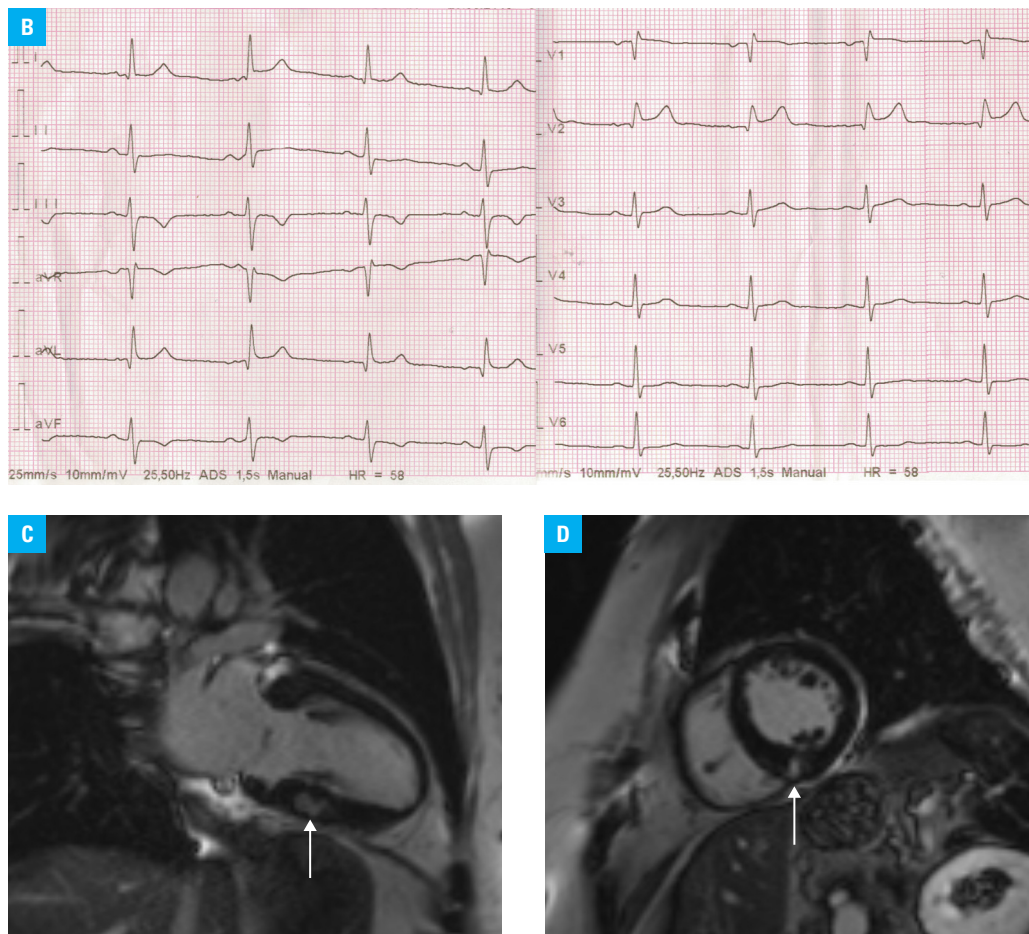 B
I
II
III
aVR
aVL
aVF
25mm/s 10mm/mV 25,50Hz ADS 1,5s Manual HR = 58
V1
V2
V3
V4
V5
V6
mm/s 10mm/mV 25,50Hz ADS 1,5s Manual HR = 58
C
D